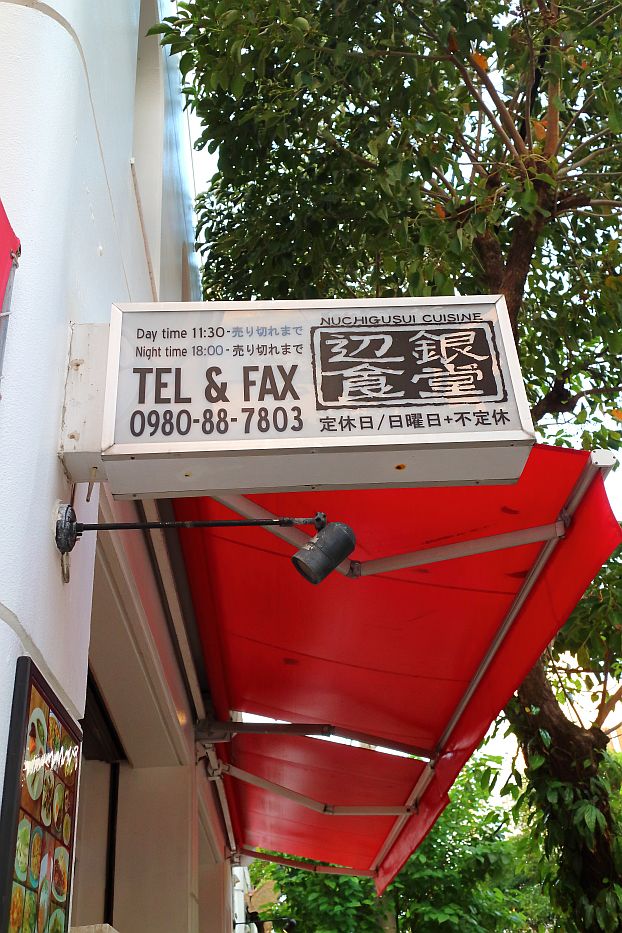 Day time 11:30-売り切れまで
Night time 18:00-売り切れまで
TEL & FAX
0980-88-7803
NUCHIGUSUI CUISINE
辺銀
食堂
定休日/日曜日+不定休